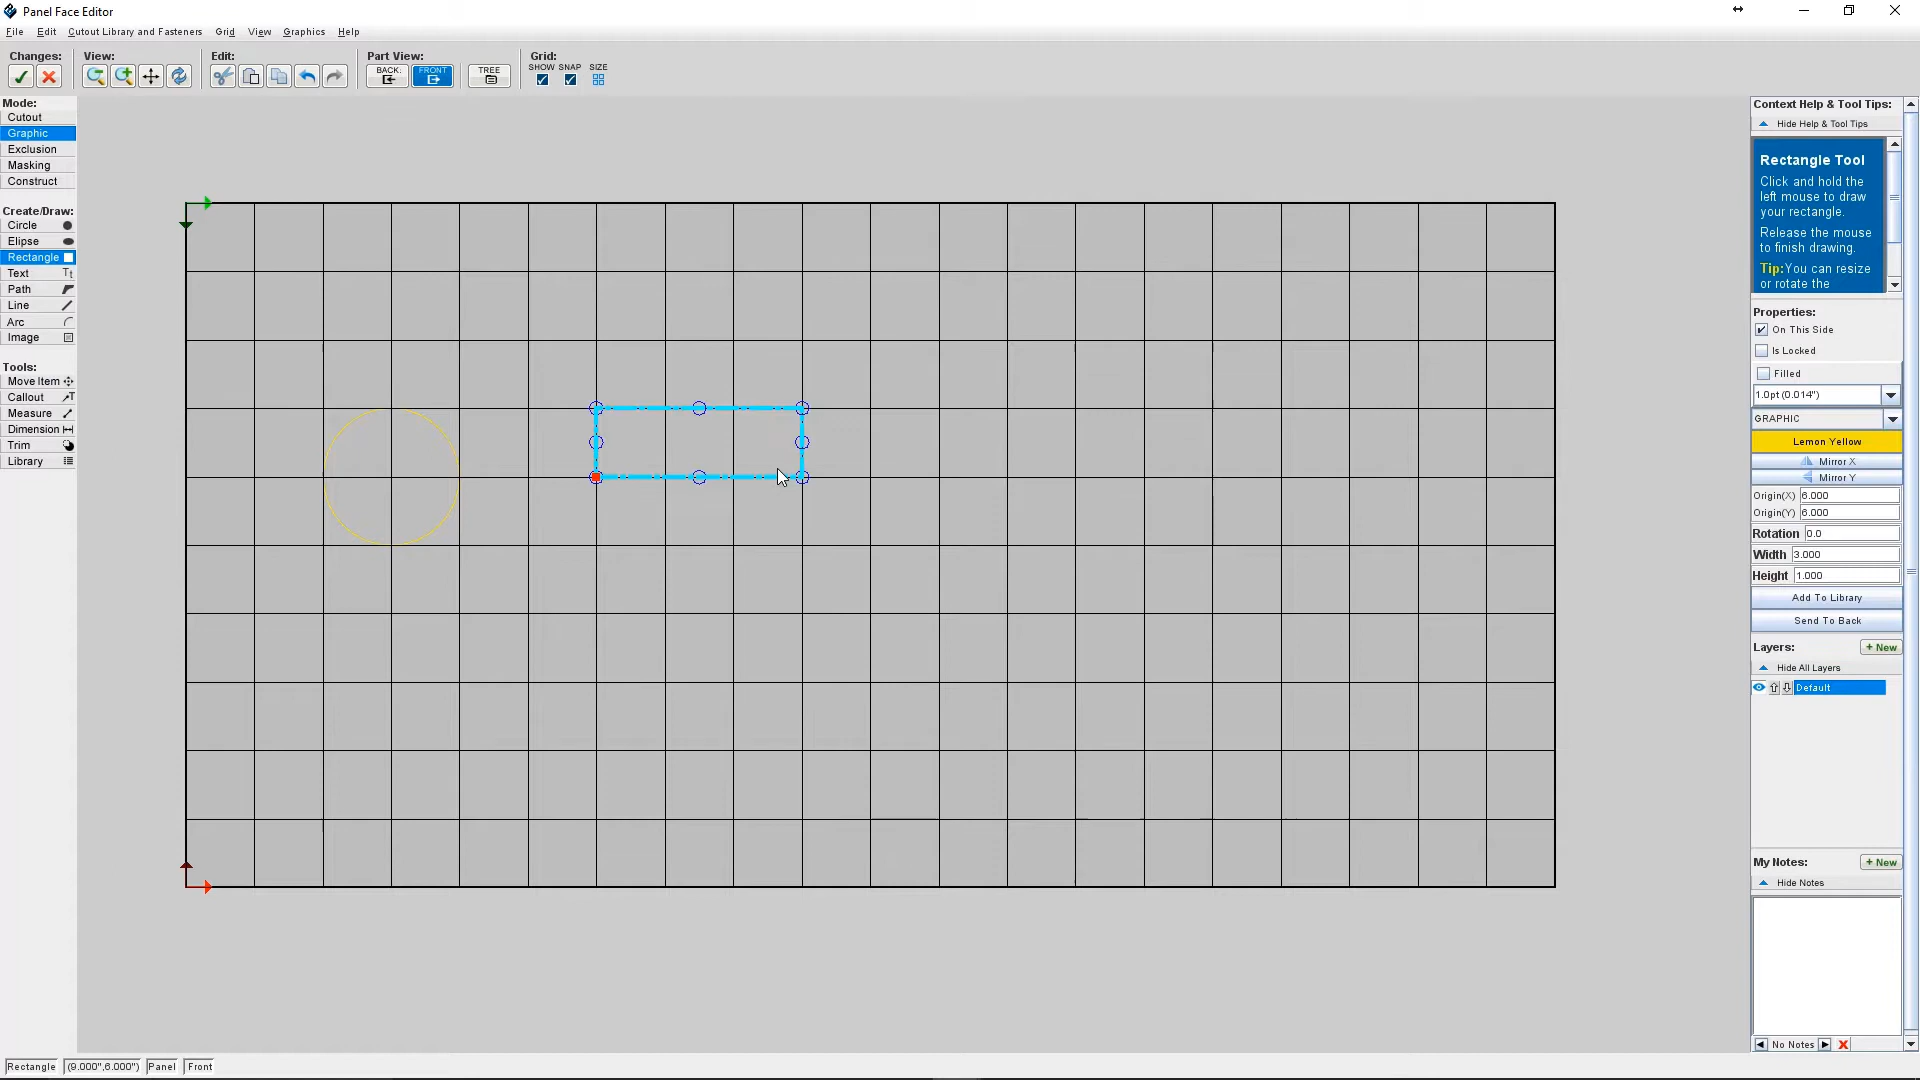 Panel Face Editor
File Edit Cutout Library and Fasteners Grid View Graphics Help
Changes: View: Edit: Part View: Grid:
BACK: FRONT TREE SHOW SNAP SIZE
Mode:
Cutout
Graphic
Exclusion
Masking
Construct
Create/Draw:
Circle
Elipse
Rectangle
Text Tt
Path
Line
Arc
Image
Tools:
Move Item
Callout
Measure
Dimension
Trim
Library
Context Help & Tool Tips:
Hide Help & Tool Tips
Rectangle Tool
Click and hold the
left mouse to draw
your rectangle.
Release the mouse
to finish drawing.
Tip:You can resize
or rotate the
Properties:
On This Side
Is Locked
Filled
1.0pt (0.014")
GRAPHIC
Lemon Yellow
Mirror X
Mirror Y
Origin(X) 6.000
Origin(Y) 6.000
Rotation 0.0
Width 3.000
Height 1.000
Add To Library
Send To Back
Layers: + New
Hide All Layers
Default
My Notes: + New
Hide Notes
No Notes X
Rectangle (9.000",6.000") Panel Front